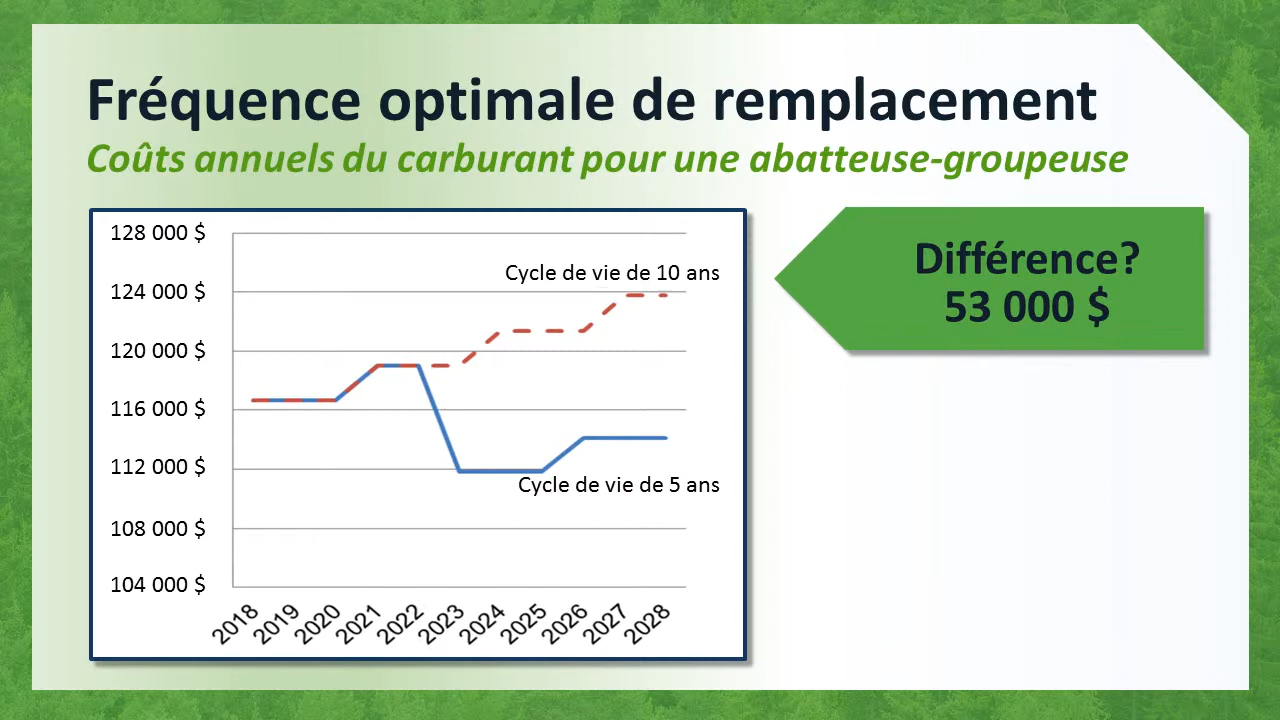 Fréquence optimale de remplacement
Coûts annuels du carburant pour une abatteuse-groupeuse
128 000 $
124 000 $
120 000 $
116 000 $
112 000 $
108 000 $
104 000 $
Cycle de vie de 10 ans
Cycle de vie de 5 ans
2018
2019
2020
2021
2022
2023
2024
2025
2026
2027
2028
Différence?
53 000 $